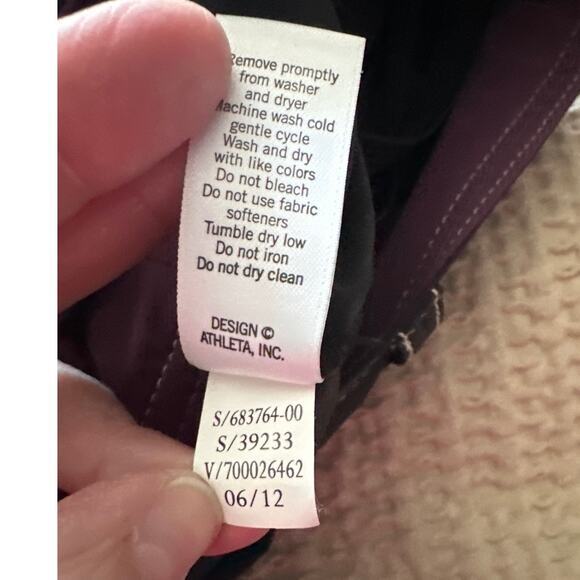 Remove promptly
from washer
and dryer
Machine wash cold
gentle cycle
Wash and dry
with like colors
Do not bleach
Do not use fabric
softeners
Tumble dry low
Do not iron
Do not dry clean
DESIGN ©
ATHLETA, INC.
S/683764-00
S/39233
V/700026462
06/12